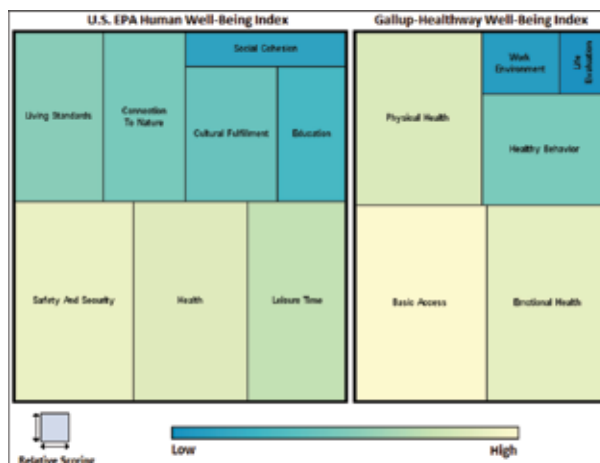 U.S. EPA Human Well-Being Index
Gallup-Healthway Well-Being Index
Social Cohesion
Living Standards
Connection
To Nature
Cultural Fulfillment
Education
Safety And Security
Health
Leisure Time
Work
Environment
Life
Evaluation
Physical Health
Healthy Behavior
Basic Access
Emotional Health
Relative Scoring
Low
High